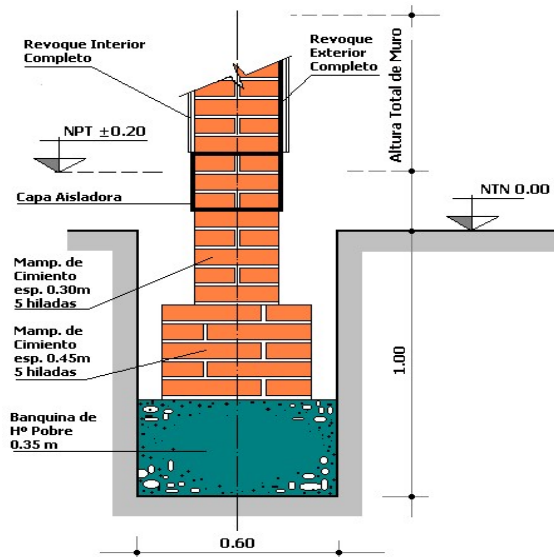 Revoque Interior
Completo
Revoque
Exterior
Completo
Altura Total de Muro
NPT ±0.20
Capa Aisladora
NTN 0.00
Mamp. de
Cimiento
esp. 0.30m
5 hiladas
Mamp. de
Cimiento
esp. 0.45m
5 hiladas
1.00
Banquina de
Hº Pobre
0.35 m
0.60